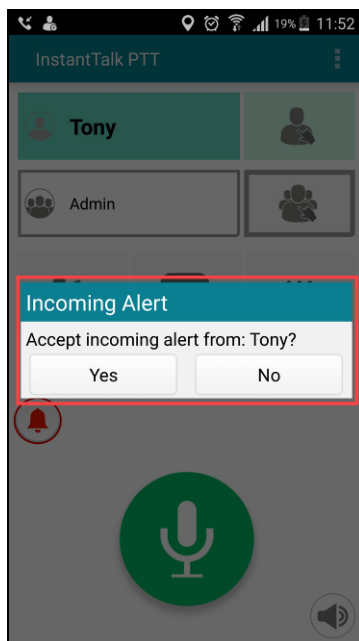 19% 11:52
InstantTalk PTT
Tony
Admin
Incoming Alert
Accept incoming alert from: Tony?
Yes No